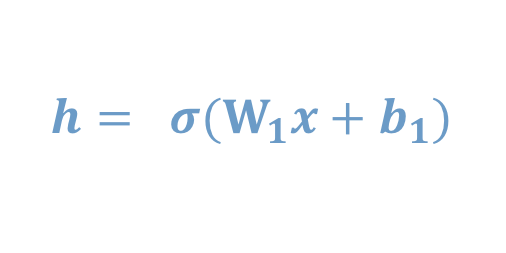 h = σ(W₁x + b₁)